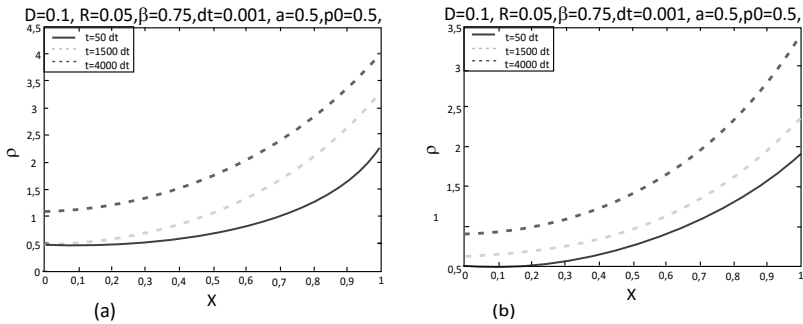 D=0.1, R=0.05,β=0.75,dt=0.001, a=0.5,p0=0.5,
t=50 dt
t=1500 dt
t=4000 dt
4,5
4
3,5
3
2,5
2
1,5
1
0,5
0
ρ
0 0,1 0,2 0,3 0,4 0,5 0,6 0,7 0,8 0,9 1
X
(a)
D=0.1, R=0.05,β=0.75,dt=0.001, a=0.5,p0=0.5,
t=50 dt
t=1500 dt
t=4000 dt
3,5
3
2,5
2
1,5
1
0,5
ρ
0 0,1 0,2 0,3 0,4 0,5 0,6 0,7 0,8 0,9 1
X
(b)